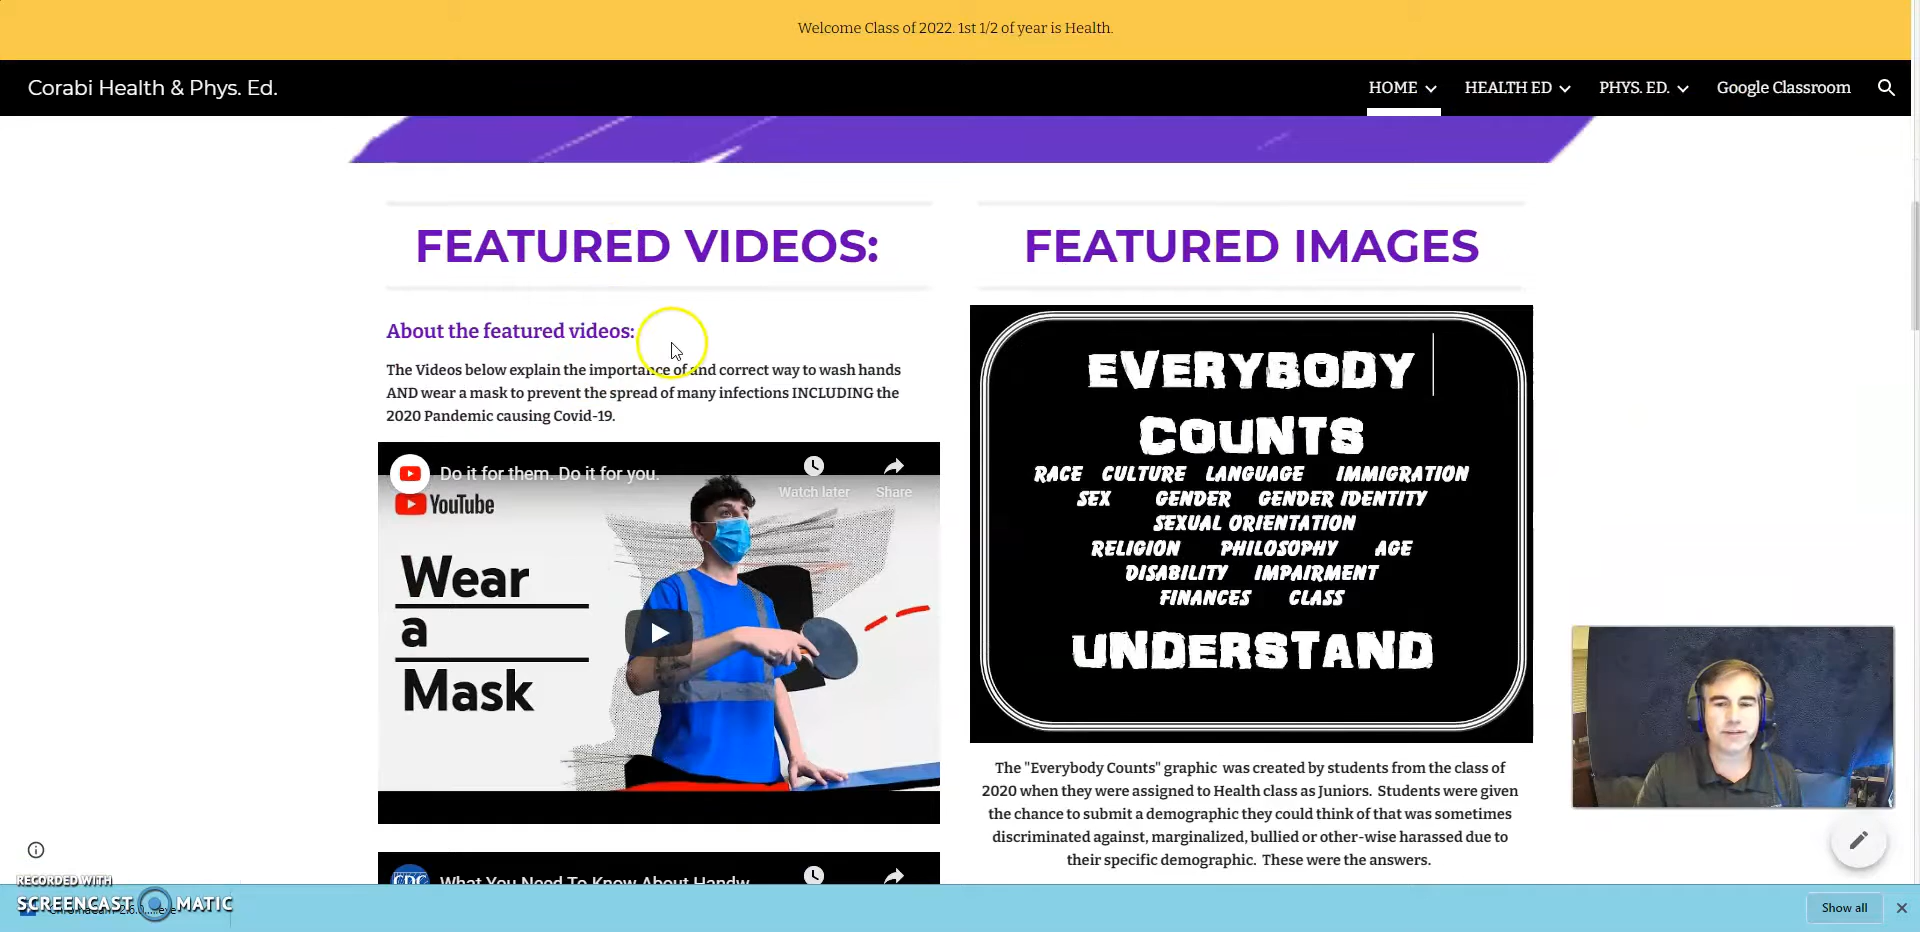 Welcome Class of 2022. 1st 1/2 of year is Health.
Corabi Health & Phys. Ed.
HOME
HEALTH ED
PHYS. ED.
Google Classroom
FEATURED VIDEOS:
About the featured videos:
The Videos below explain the importance of and correct way to wash hands
AND wear a mask to prevent the spread of many infections INCLUDING the
2020 Pandemic causing Covid-19.
Do it for them. Do it for you.
Watch later
Share
YouTube
Wear
a
Mask
CDC
What You Need To Know About Handw
FEATURED IMAGES
EVERYBODY
COUNTS
RACE CULTURE LANGUAGE IMMIGRATION
SEX GENDER GENDER IDENTITY
SEXUAL ORIENTATION
RELIGION PHILOSOPHY AGE
DISABILITY IMPAIRMENT
FINANCES CLASS
UNDERSTAND
The "Everybody Counts" graphic was created by students from the class of
2020 when they were assigned to Health class as Juniors. Students were given
the chance to submit a demographic they could think of that was sometimes
discriminated against, marginalized, bullied or other-wise harassed due to
their specific demographic. These were the answers.
RECORDED WITH
SCREENCAST MATIC
Show all